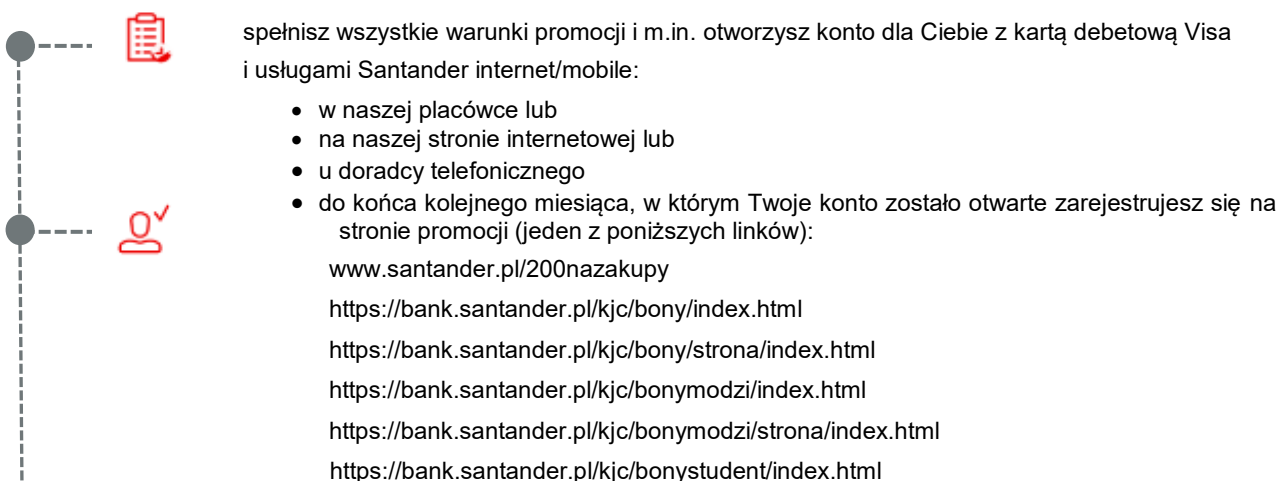 spełnisz wszystkie warunki promocji i m.in. otworzysz konto dla Ciebie z kartą debetową Visa
i usługami Santander internet/mobile:
• w naszej placówce lub
• na naszej stronie internetowej lub
• u doradcy telefonicznego
• do końca kolejnego miesiąca, w którym Twoje konto zostało otwarte zarejestrujesz się na
stronie promocji (jeden z poniższych linków):
www.santander.pl/200nazakupy
https://bank.santander.pl/kjc/bony/index.html
https://bank.santander.pl/kjc/bony/strona/index.html
https://bank.santander.pl/kjc/bonymodzi/index.html
https://bank.santander.pl/kjc/bonymodzi/strona/index.html
https://bank.santander.pl/kjc/bonystudent/index.html